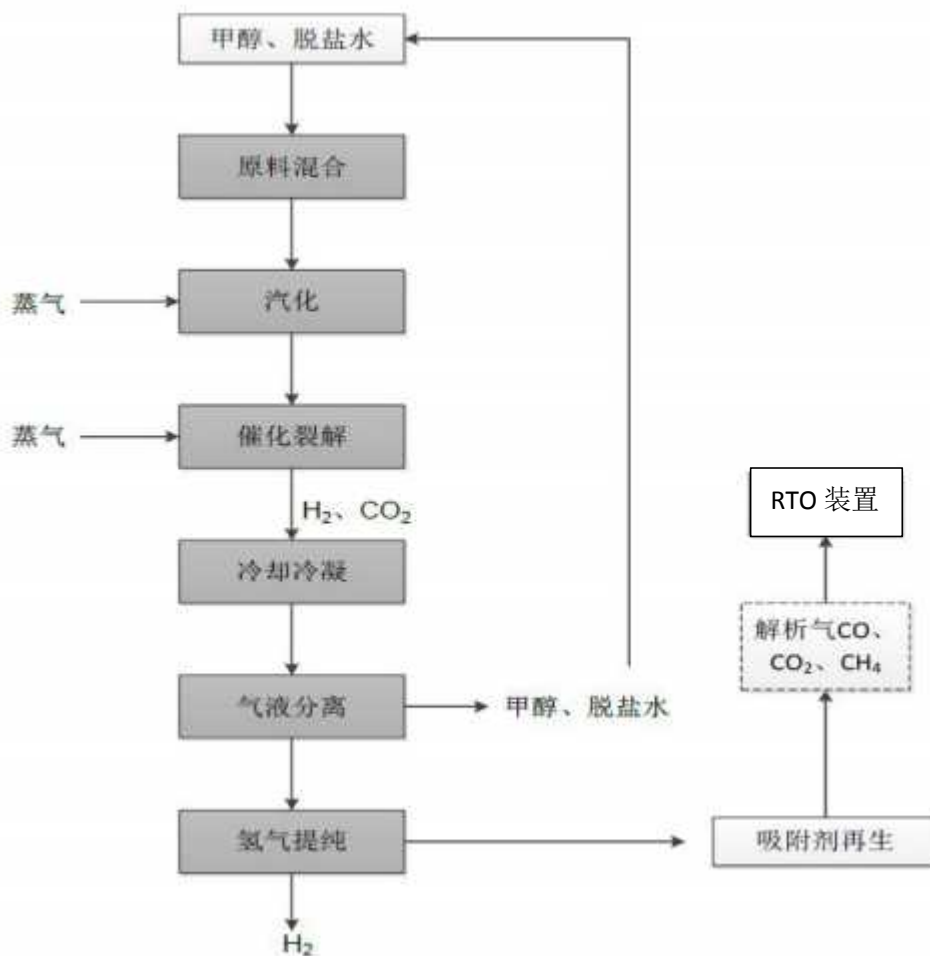 甲醇、脱盐水
原料混合
蒸气
汽化
蒸气
催化裂解
H₂、CO₂
冷却冷凝
气液分离
甲醇、脱盐水
氢气提纯
H₂
吸附剂再生
解析气CO、
CO₂、CH₄
RTO 装置